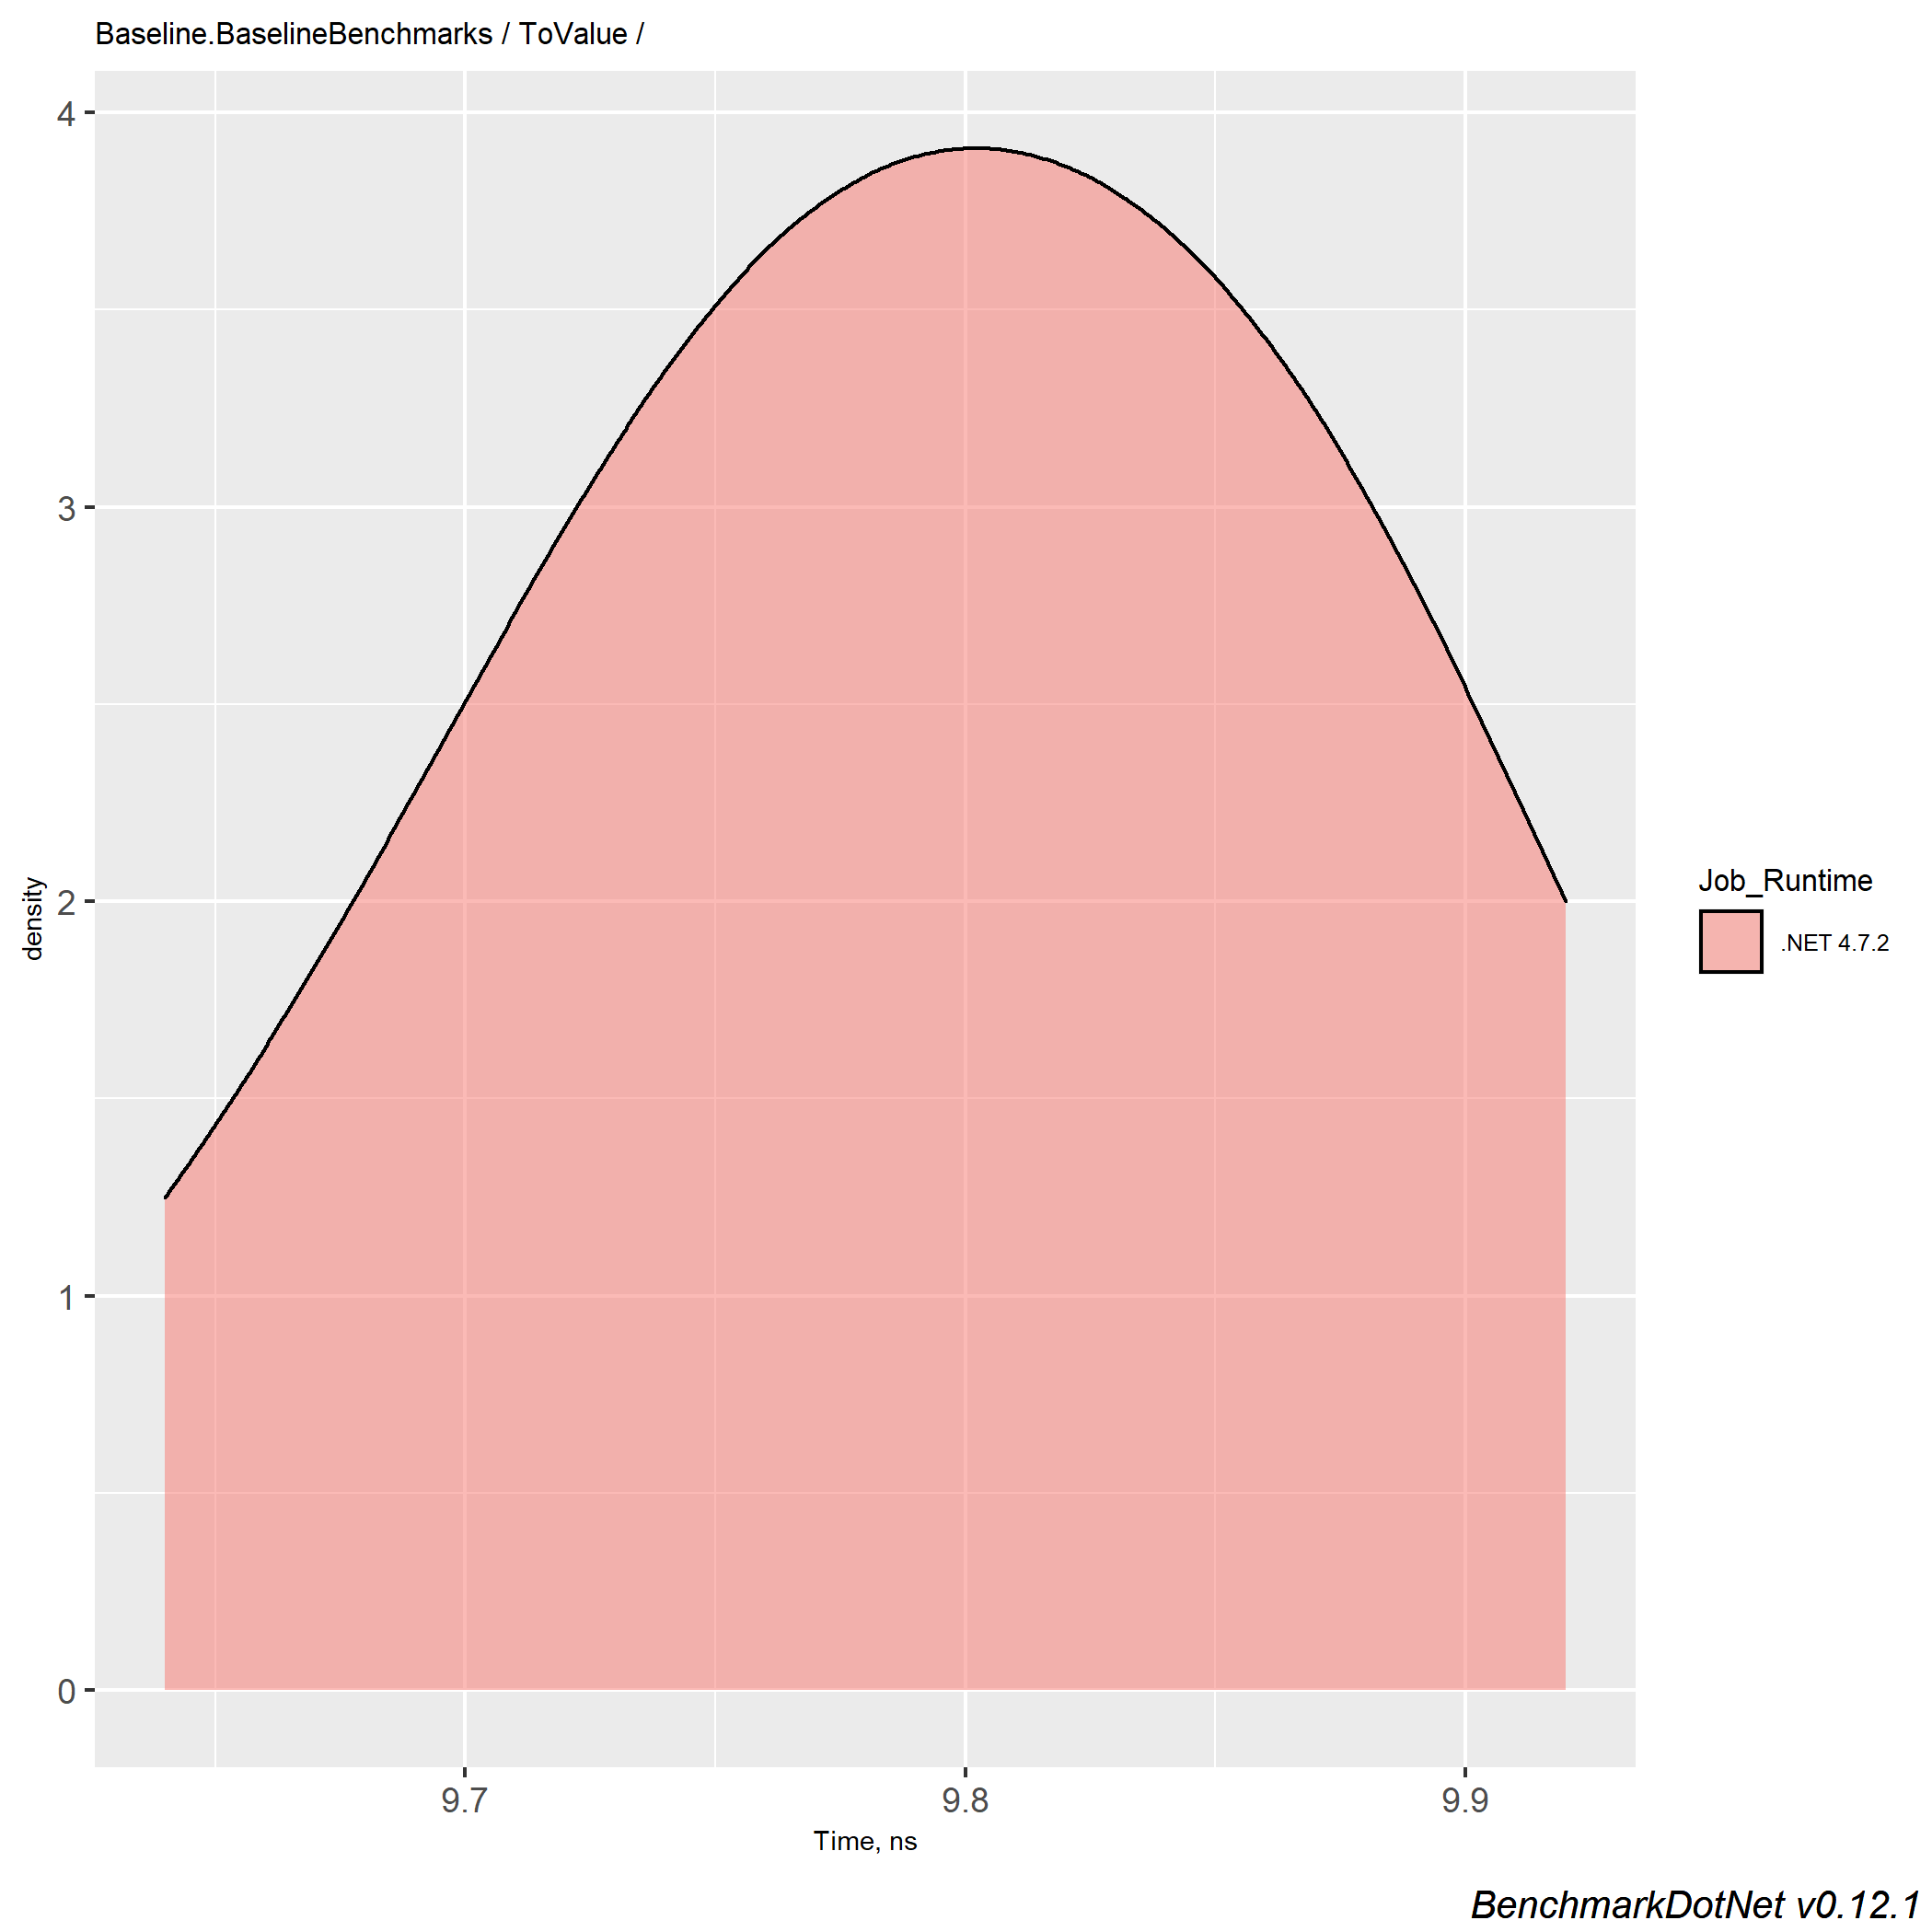 Baseline.BaselineBenchmarks / ToValue /
4
3
2
1
0
density
9.7 9.8 9.9
Time, ns
Job_Runtime
.NET 4.7.2
BenchmarkDotNet v0.12.1